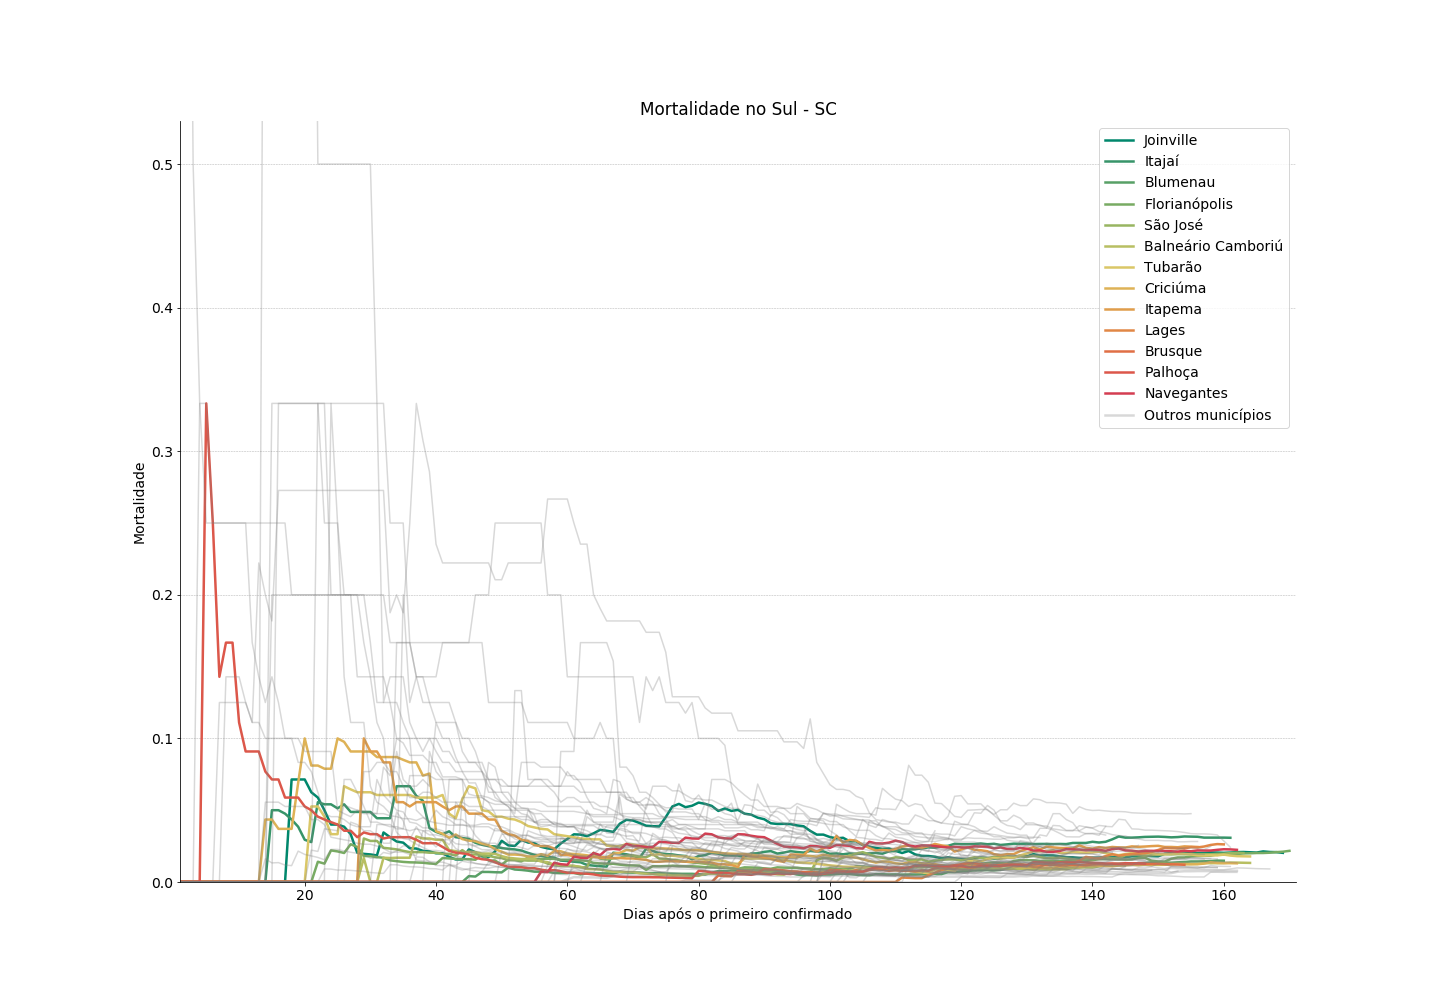 Mortalidade no Sul - SC
0.5
0.4
0.3
0.2
0.1
0.0
Mortalidade
20 40 60 80 100 120 140 160
Dias após o primeiro confirmado
Joinville
Itajaí
Blumenau
Florianópolis
São José
Balneário Camboriú
Tubarão
Criciúma
Itapema
Lages
Brusque
Palhoça
Navegantes
Outros municípios